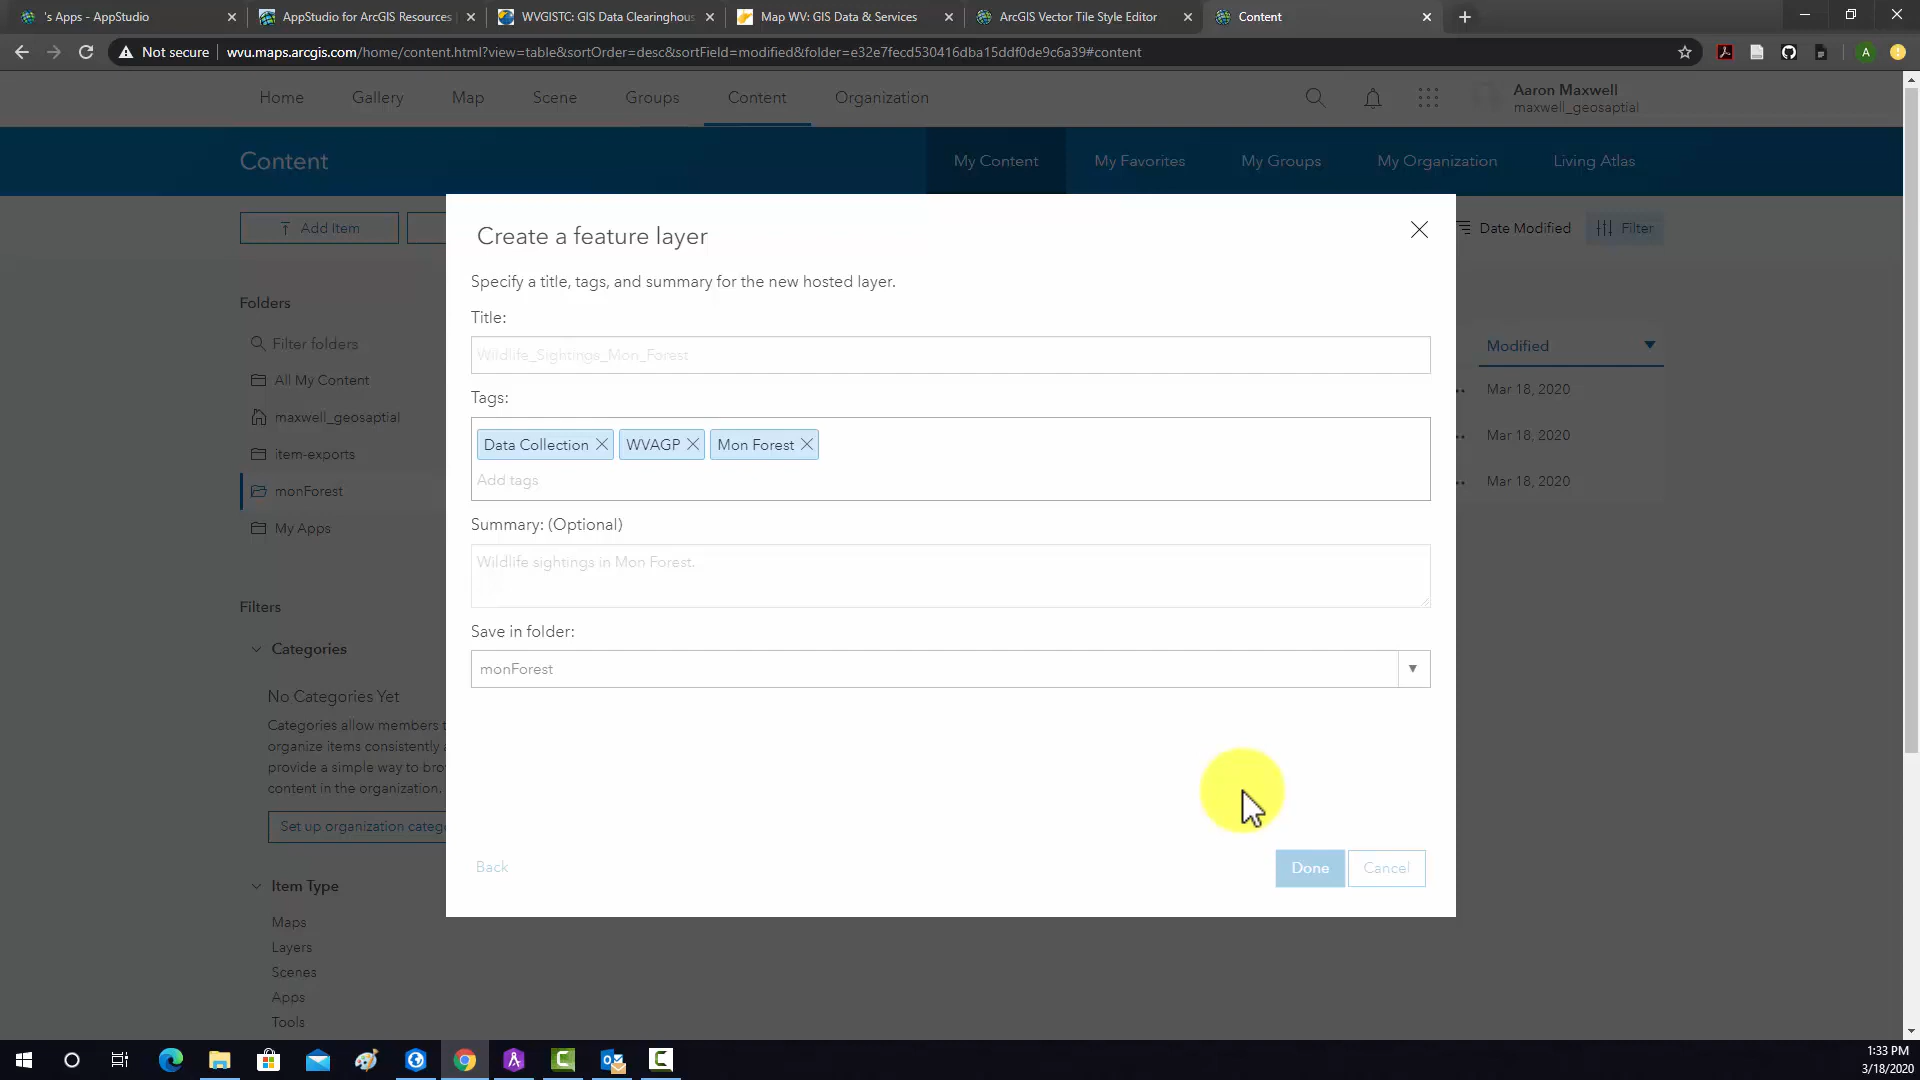 's Apps - AppStudio
AppStudio for ArcGIS Resources
WVGISTC: GIS Data Clearinghous
Map WV: GIS Data & Services
ArcGIS Vector Tile Style Editor
Content
Not secure
wvu.maps.arcgis.com/home/content.html?view=table&sortOrder=desc&sortField=modified&folder=e32e7fecd530416dba15ddf0de9c6a39#content
A
Home
Gallery
Map
Scene
Groups
Content
Organization
Aaron Maxwell
maxwell_geosaptial
Content
My Content
My Favorites
My Groups
My Organization
Living Atlas
Add Item
Date Modified
Filter
Create a feature layer
Specify a title, tags, and summary for the new hosted layer.
Title:
Wildlife_Sightings_Mon_Forest
Tags:
Data Collection
WVAGP
Mon Forest
Add tags
Summary: (Optional)
Wildlife sightings in Mon Forest.
Save in folder:
monForest
Back
Done
Cancel
Folders
Filter folders
All My Content
maxwell_geosaptial
item-exports
monForest
My Apps
Modified
Mar 18, 2020
Mar 18, 2020
Mar 18, 2020
Filters
Categories
No Categories Yet
Categories allow members t
organize items consistently a
provide a simple way to bro
content in the organization.
Set up organization catego
Item Type
Maps
Layers
Scenes
Apps
Tools
1:33 PM
3/18/2020